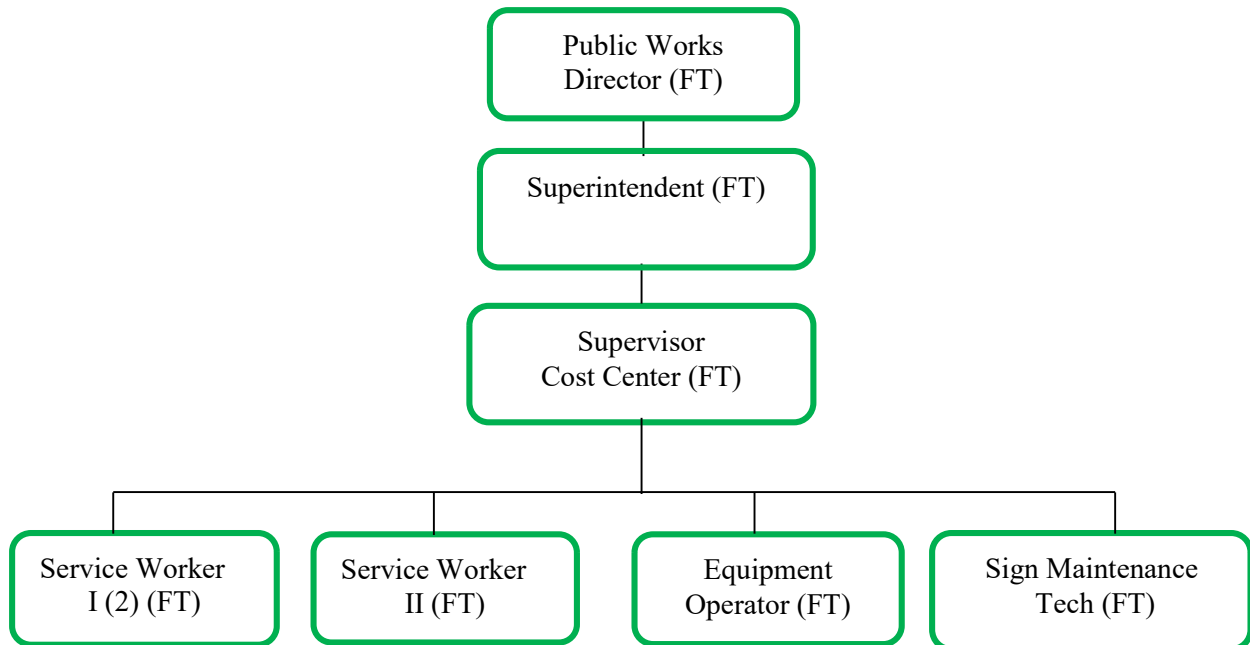 Public Works
Director (FT)
Superintendent (FT)
Supervisor
Cost Center (FT)
Service Worker
I (2) (FT)
Service Worker
II (FT)
Equipment
Operator (FT)
Sign Maintenance
Tech (FT)